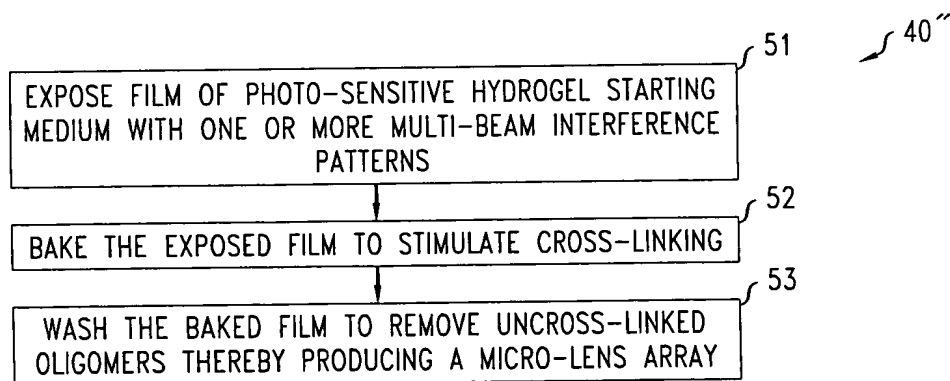 40″
51
EXPOSE FILM OF PHOTO-SENSITIVE HYDROGEL STARTING
MEDIUM WITH ONE OR MORE MULTI-BEAM INTERFERENCE
PATTERNS
52
BAKE THE EXPOSED FILM TO STIMULATE CROSS-LINKING
53
WASH THE BAKED FILM TO REMOVE UNCROSS-LINKED
OLIGOMERS THEREBY PRODUCING A MICRO-LENS ARRAY